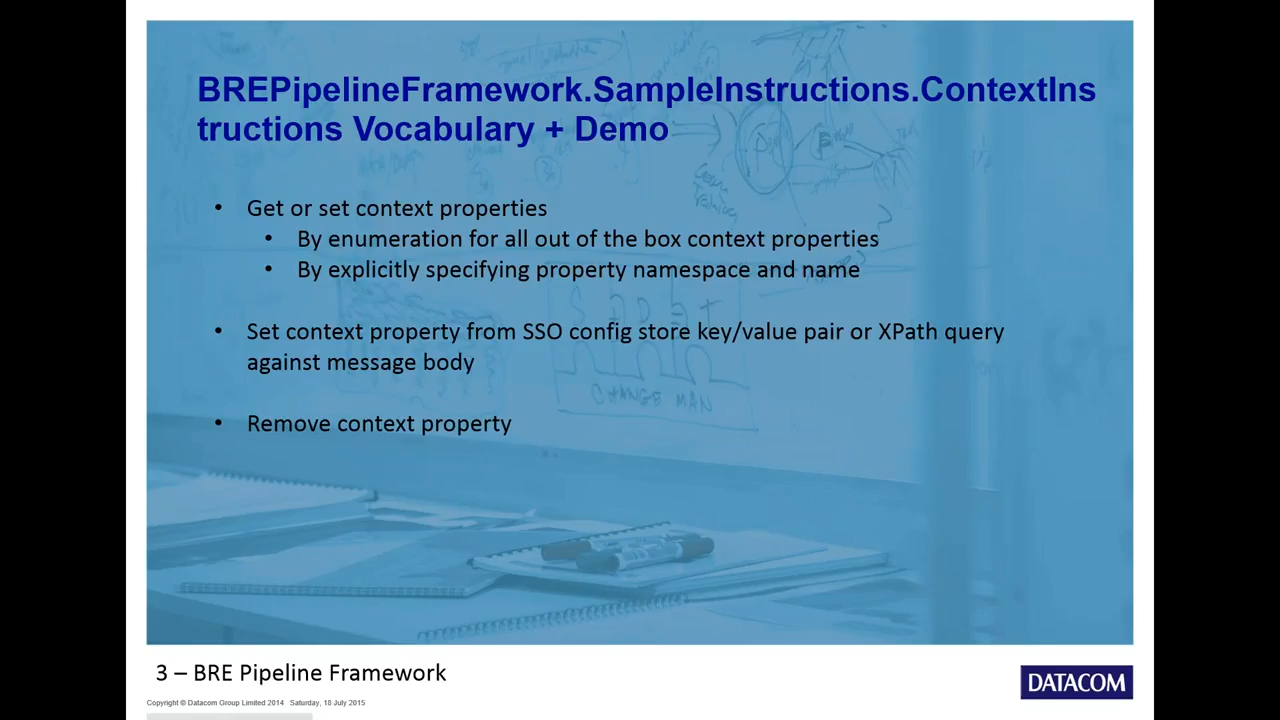 BREPipelineFramework.SampleInstructions.ContextIns
tructions Vocabulary + Demo
• Get or set context properties
• By enumeration for all out of the box context properties
• By explicitly specifying property namespace and name
• Set context property from SSO config store key/value pair or XPath query
against message body
• Remove context property
CHANGE MAN
3 – BRE Pipeline Framework
Copyright © Datacom Group Limited 2014 Saturday, 18 July 2015
DATACOM